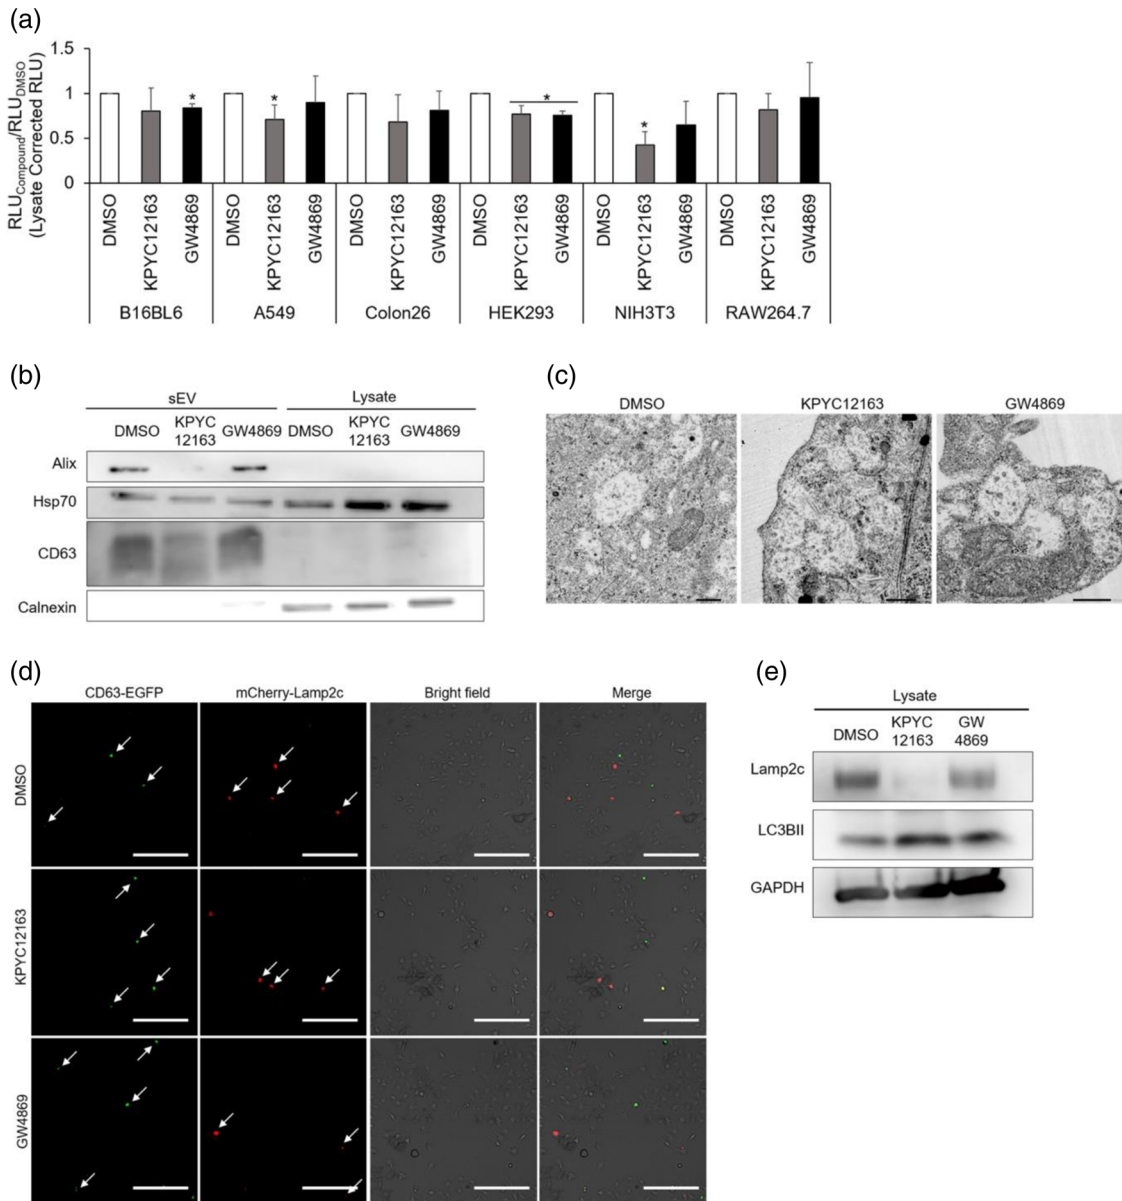 (a)
1.5
1
0.5
0
RLUCompound/RLUDMSO
(Lysate Corrected RLU)
* * * * 
DMSO KPYC12163 GW4869 DMSO KPYC12163 GW4869 DMSO KPYC12163 GW4869 DMSO KPYC12163 GW4869 DMSO KPYC12163 GW4869 DMSO KPYC12163 GW4869
B16BL6 A549 Colon26 HEK293 NIH3T3 RAW264.7
(b)
sEV Lysate
DMSO KPYC 12163 GW4869 DMSO KPYC 12163 GW4869
Alix
Hsp70
CD63
Calnexin
(c)
DMSO KPYC12163 GW4869
(d)
CD63-EGFP mCherry-Lamp2c Bright field Merge
DMSO
KPYC12163
GW4869
(e)
Lysate
DMSO KPYC 12163 GW 4869
Lamp2c
LC3BII
GAPDH